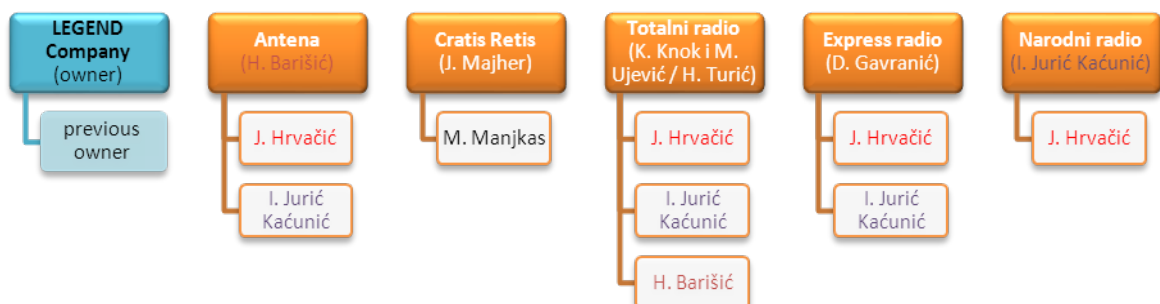 LEGEND
Company
(owner)
previous
owner
Antena
(H. Barišić)
J. Hrvačić
I. Jurić
Kaćunić
Cratis Retis
(J. Majher)
M. Manjkas
Totalni radio
(K. Knok i M.
Ujević / H. Turić)
J. Hrvačić
I. Jurić
Kaćunić
H. Barišić
Express radio
(D. Gavranić)
J. Hrvačić
I. Jurić
Kaćunić
Narodni radio
(I. Jurić Kaćunić)
J. Hrvačić